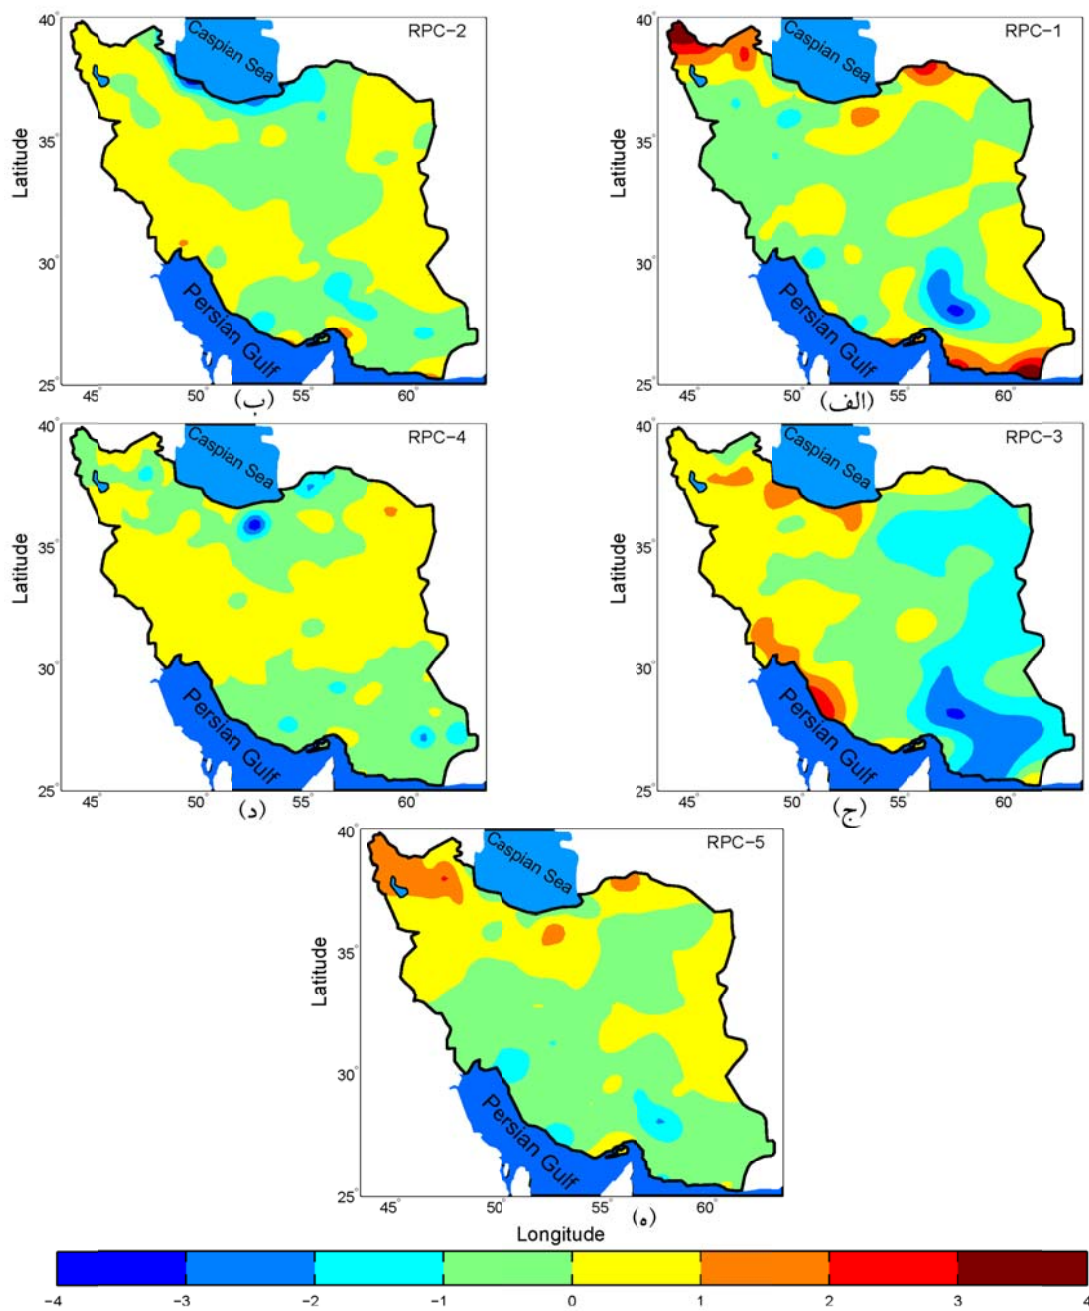 RPC-2
Caspian Sea
Persian Gulf
Latitude
40°
35°
30°
25°
45°
50°
55°
60°
(ب)
RPC-1
Caspian Sea
Persian Gulf
Latitude
40°
35°
30°
25°
45°
50°
55°
60°
(الف)
RPC-4
Caspian Sea
Persian Gulf
Latitude
40°
35°
30°
25°
45°
50°
55°
60°
(د)
RPC-3
Caspian Sea
Persian Gulf
Latitude
40°
35°
30°
25°
45°
50°
55°
60°
(ج)
RPC-5
Caspian Sea
Persian Gulf
Latitude
40°
35°
30°
25°
45°
50°
55°
60°
(ه)
Longitude
−4 −3 −2 −1 0 1 2 3 4